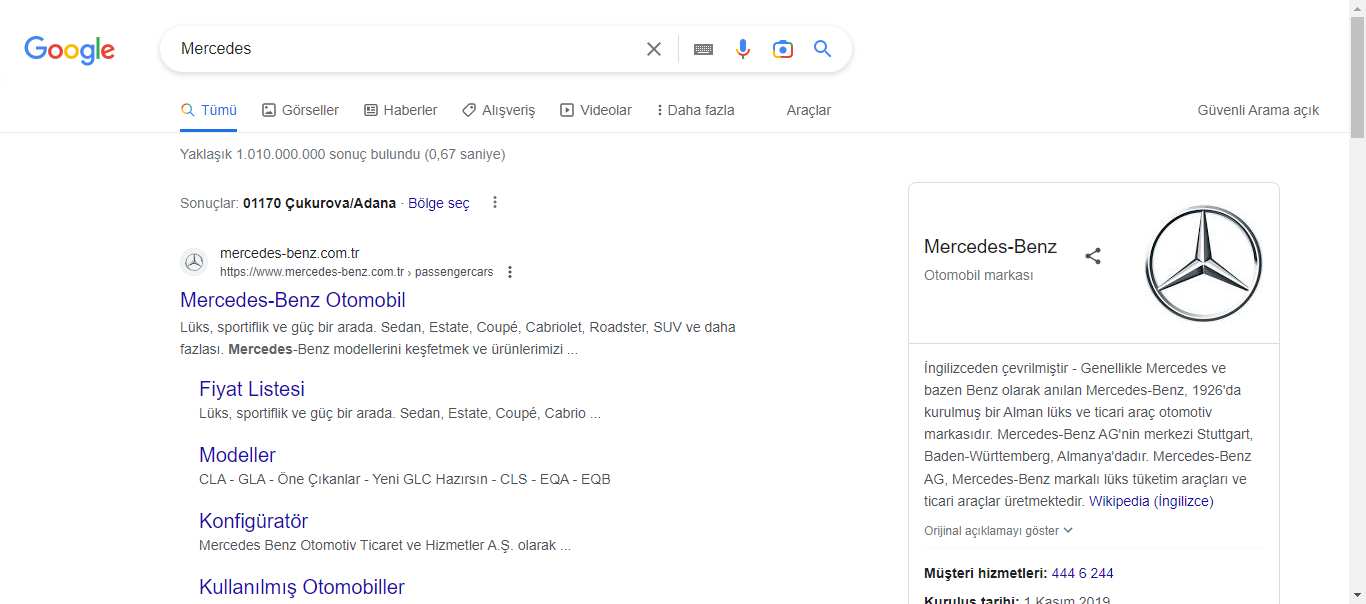 Google
Mercedes
Tümü Görseller Haberler Alışveriş Videolar Daha fazla Araçlar Güvenli Arama açık
Yaklaşık 1.010.000.000 sonuç bulundu (0,67 saniye)
Sonuçlar: 01170 Çukurova/Adana · Bölge seç
mercedes-benz.com.tr
https://www.mercedes-benz.com.tr › passengercars
Mercedes-Benz Otomobil
Lüks, sportiflik ve güç bir arada. Sedan, Estate, Coupé, Cabriolet, Roadster, SUV ve daha
fazlası. Mercedes-Benz modellerini keşfetmek ve ürünlerimizi ...
Fiyat Listesi
Lüks, sportiflik ve güç bir arada. Sedan, Estate, Coupé, Cabrio ...
Modeller
CLA - GLA - Öne Çıkanlar - Yeni GLC Hazırsın - CLS - EQA - EQB
Konfigüratör
Mercedes Benz Otomotiv Ticaret ve Hizmetler A.Ş. olarak ...
Kullanılmış Otomobiller
Mercedes-Benz
Otomobil markası
İngilizceden çevrilmiştir - Genellikle Mercedes ve
bazen Benz olarak anılan Mercedes-Benz, 1926'da
kurulmuş bir Alman lüks ve ticari araç otomotiv
markasıdır. Mercedes-Benz AG'nin merkezi Stuttgart,
Baden-Württemberg, Almanya'dadır. Mercedes-Benz
AG, Mercedes-Benz markalı lüks tüketim araçları ve
ticari araçlar üretmektedir. Wikipedia (İngilizce)
Orijinal açıklamayı göster
Müşteri hizmetleri: 444 6 244
Kuruluş tarihi: 1 Kasım 2019